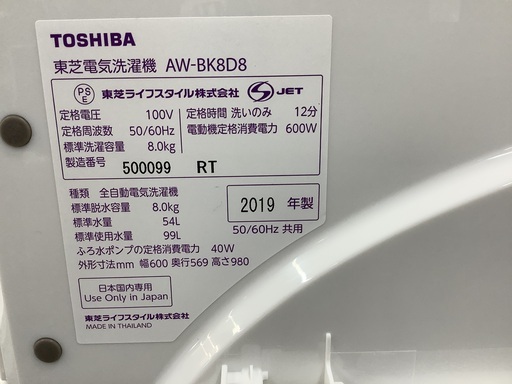 TOSHIBA
東芝電気洗濯機 AW-BK8D8
PS E 東芝ライフスタイル株式会社 S JET
定格電圧 100V 定格時間 洗いのみ 12分
定格周波数 50/60Hz 電動機定格消費電力 600W
標準洗濯容量 8.0kg
製造番号 500099 RT
種類 全自動電気洗濯機
標準脱水容量 8.0kg 2019 年製
標準水量 54L
標準使用水量 99L 50/60Hz 共用
ふろ水ポンプの定格消費電力 40W
外形寸法mm 幅600 奥行569 高さ980
日本国内専用
Use Only in Japan
東芝ライフスタイル株式会社
MADE IN THAILAND